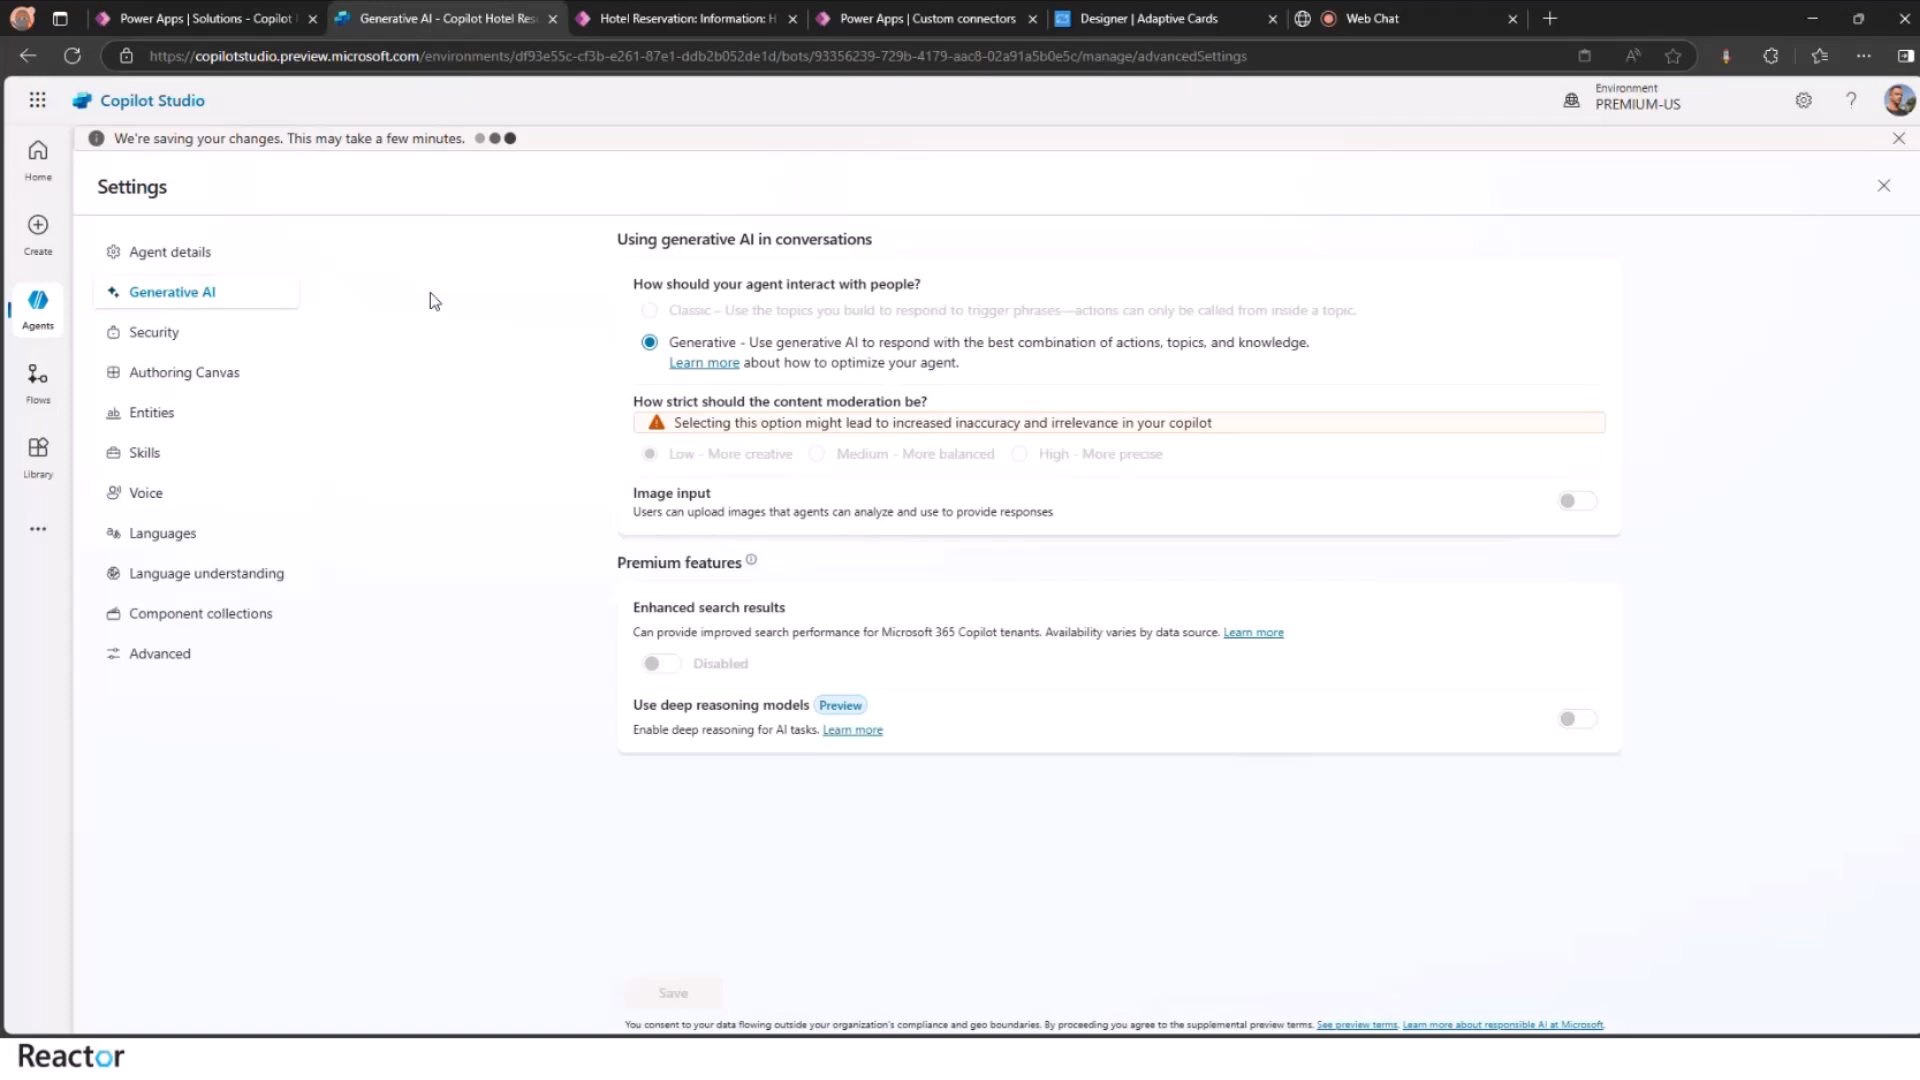 Power Apps | Solutions - Copilot
Generative AI - Copilot Hotel Res
Hotel Reservation: Information: H
Power Apps | Custom connectors
Designer | Adaptive Cards
Web Chat
https://copilotstudio.preview.microsoft.com/environments/df93e55c-cf3b-e261-87e1-ddb2b052de1d/bots/93356239-729b-4179-aac8-02a91a5b0e5c/manage/advancedSettings
Copilot Studio
Environment
PREMIUM-US
We're saving your changes. This may take a few minutes.
Home
Create
Agents
Flows
Library
Settings
Agent details
Generative AI
Security
Authoring Canvas
Entities
Skills
Voice
Languages
Language understanding
Component collections
Advanced
Using generative AI in conversations
How should your agent interact with people?
Classic - Use the topics you build to respond to trigger phrases—actions can only be called from inside a topic.
Generative - Use generative AI to respond with the best combination of actions, topics, and knowledge.
Learn more about how to optimize your agent.
How strict should the content moderation be?
Selecting this option might lead to increased inaccuracy and irrelevance in your copilot
Low - More creative Medium - More balanced High - More precise
Image input
Users can upload images that agents can analyze and use to provide responses
Premium features
Enhanced search results
Can provide improved search performance for Microsoft 365 Copilot tenants. Availability varies by data source. Learn more
Disabled
Use deep reasoning models Preview
Enable deep reasoning for AI tasks. Learn more
Save
You consent to your data flowing outside your organization's compliance and geo boundaries. By proceeding you agree to the supplemental preview terms. See preview terms. Learn more about responsible AI at Microsoft.
Reactor